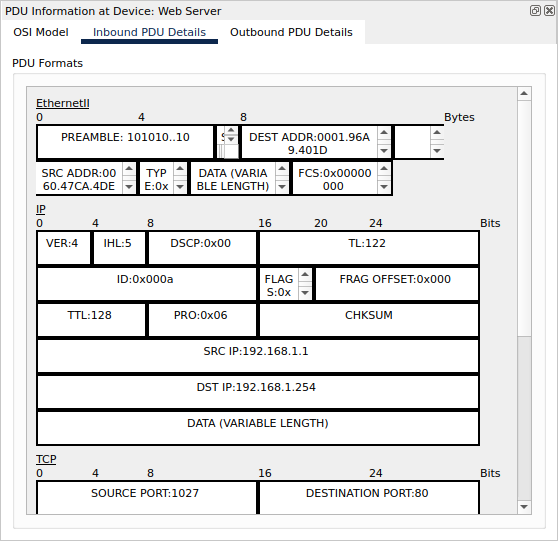 PDU Information at Device: Web Server
OSI Model Inbound PDU Details Outbound PDU Details
PDU Formats
EthernetII
0 4 8 Bytes
PREAMBLE: 101010..10 DEST ADDR:0001.96A
9.401D
SRC ADDR:00 TYP DATA (VARIA FCS:0x00000
60.47CA.4DE E:0x BLE LENGTH) 000
IP
0 4 8 16 20 24 Bits
VER:4 IHL:5 DSCP:0x00 TL:122
ID:0x000a FLAG FRAG OFFSET:0x000
S:0x
TTL:128 PRO:0x06 CHKSUM
SRC IP:192.168.1.1
DST IP:192.168.1.254
DATA (VARIABLE LENGTH)
TCP
0 4 8 16 24 Bits
SOURCE PORT:1027 DESTINATION PORT:80